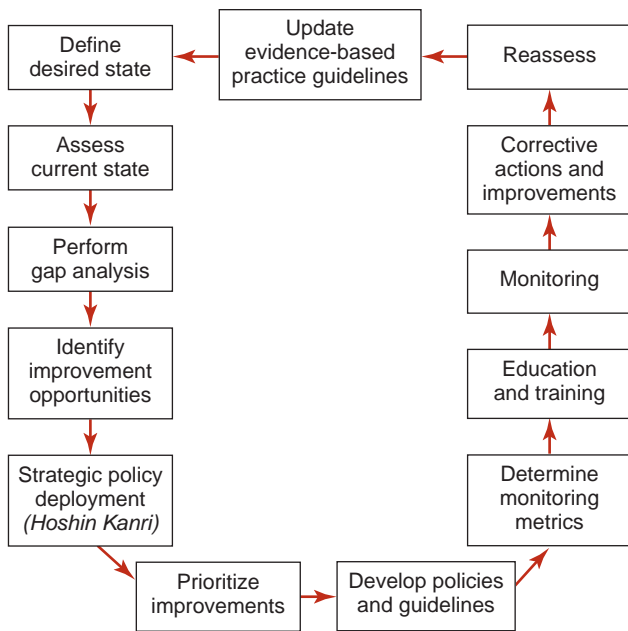 Define
desired state
Update
evidence-based
practice guidelines
Reassess
Assess
current state
Corrective
actions and
improvements
Perform
gap analysis
Monitoring
Identify
improvement
opportunities
Education
and training
Strategic policy
deployment
(Hoshin Kanri)
Determine
monitoring
metrics
Prioritize
improvements
Develop policies
and guidelines